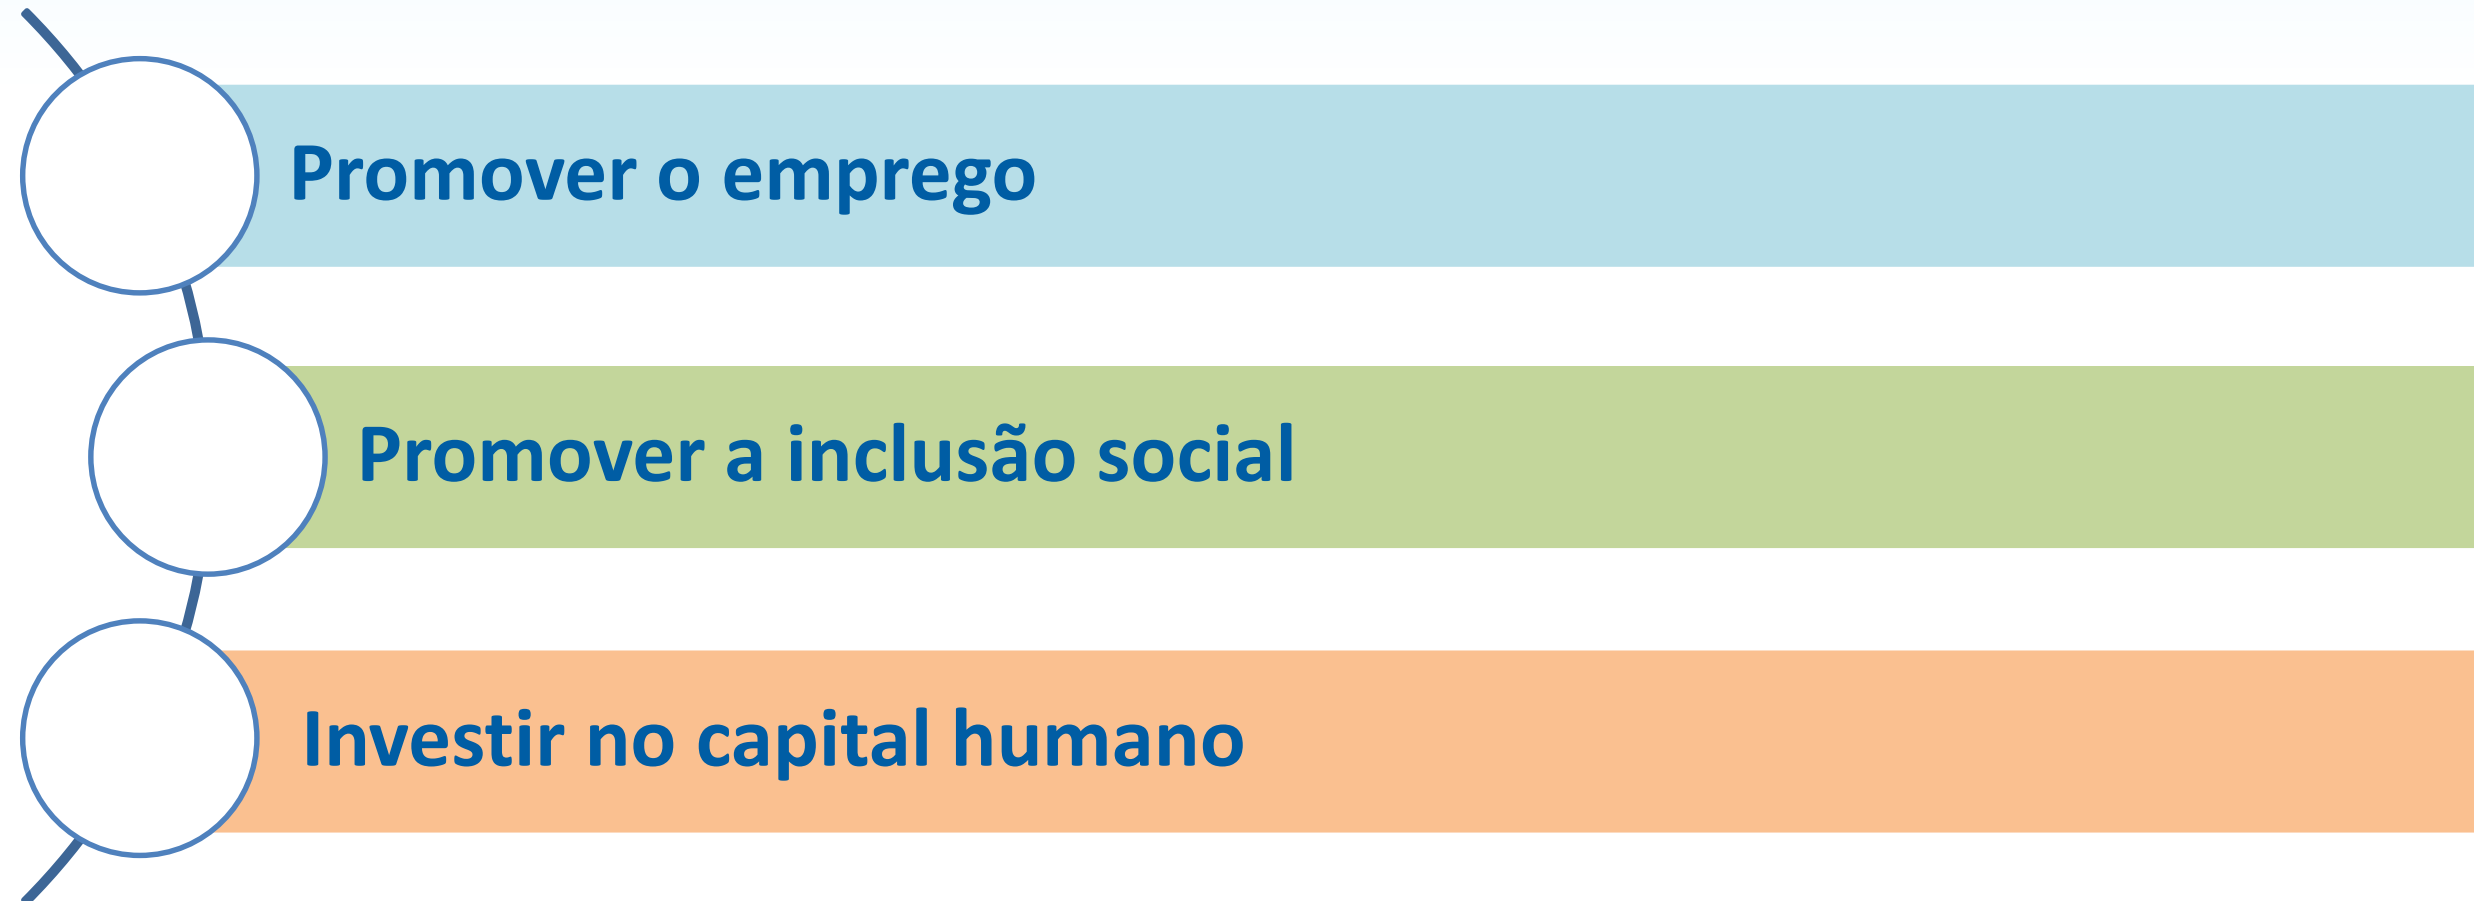 Promover o emprego
Promover a inclusão social
Investir no capital humano